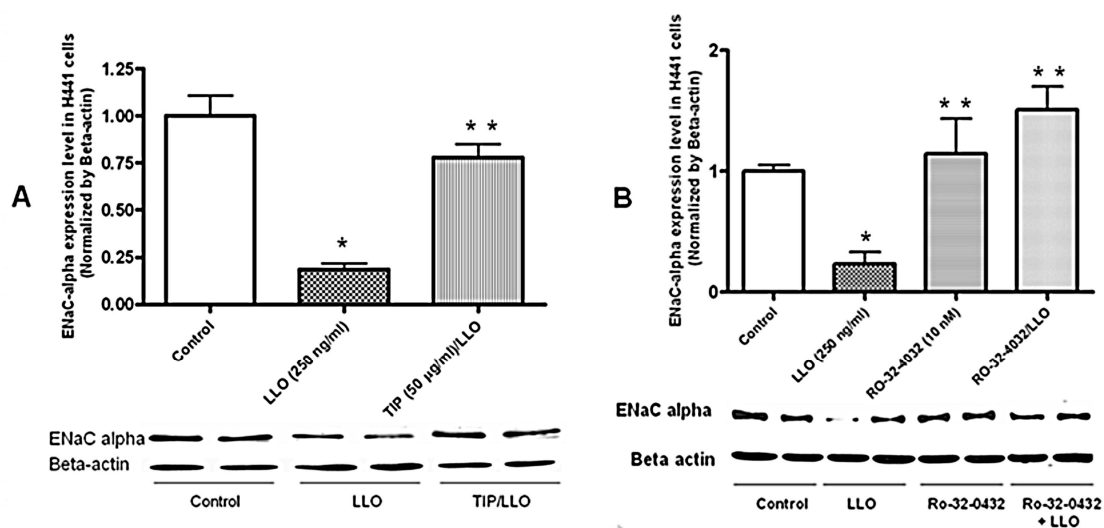 A
ENaC-alpha expression level in H441 cells
(Normalized by Beta-actin)
1.25
1.00
0.75
0.50
0.25
0.00
*
* *
Control
LLO (250 ng/ml)
TIP (50 µg/ml)/LLO
ENaC alpha
Beta-actin
Control LLO TIP/LLO
B
ENaC-alpha expression level in H441 cells
(Normalized by Beta-actin)
2
1
0
*
* *
* *
Control
LLO (250 ng/ml)
RO-32-4032 (10 nM)
RO-32-4032/LLO
ENaC alpha
Beta actin
Control LLO Ro-32-0432 Ro-32-0432
+ LLO